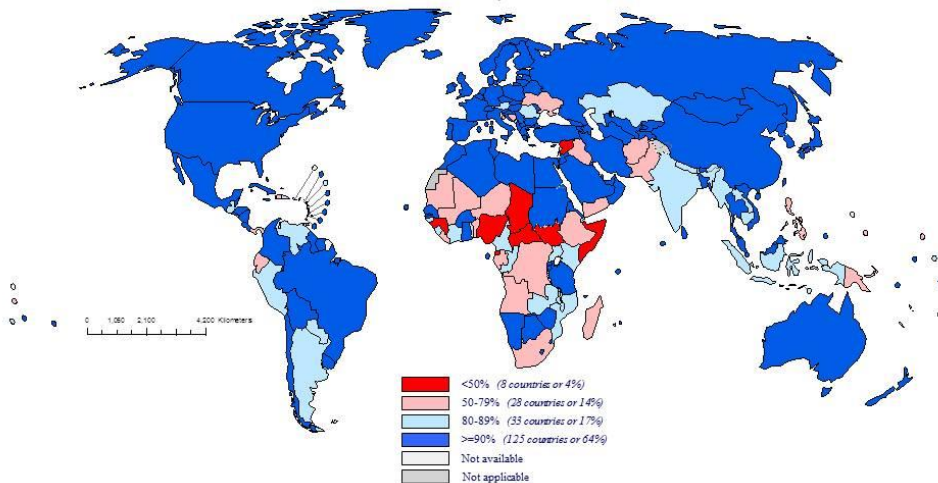 0 1,050 2,100 4,200 Kilometers
<50% (8 countries or 4%)
50-79% (28 countries or 14%)
80-89% (33 countries or 17%)
>=90% (125 countries or 64%)
Not available
Not applicable